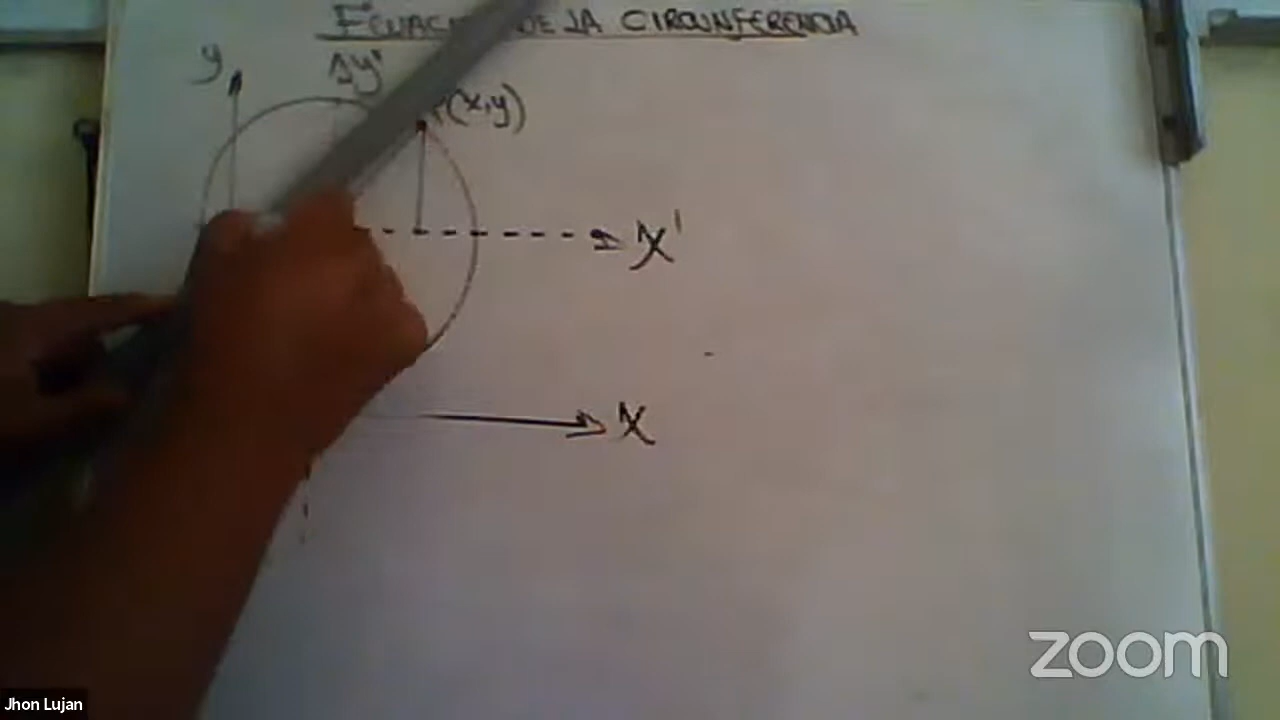 DE LA CIRCUNFERENCIA
y
y'
(x,y)
x'
x
zoom
Jhon Lujan